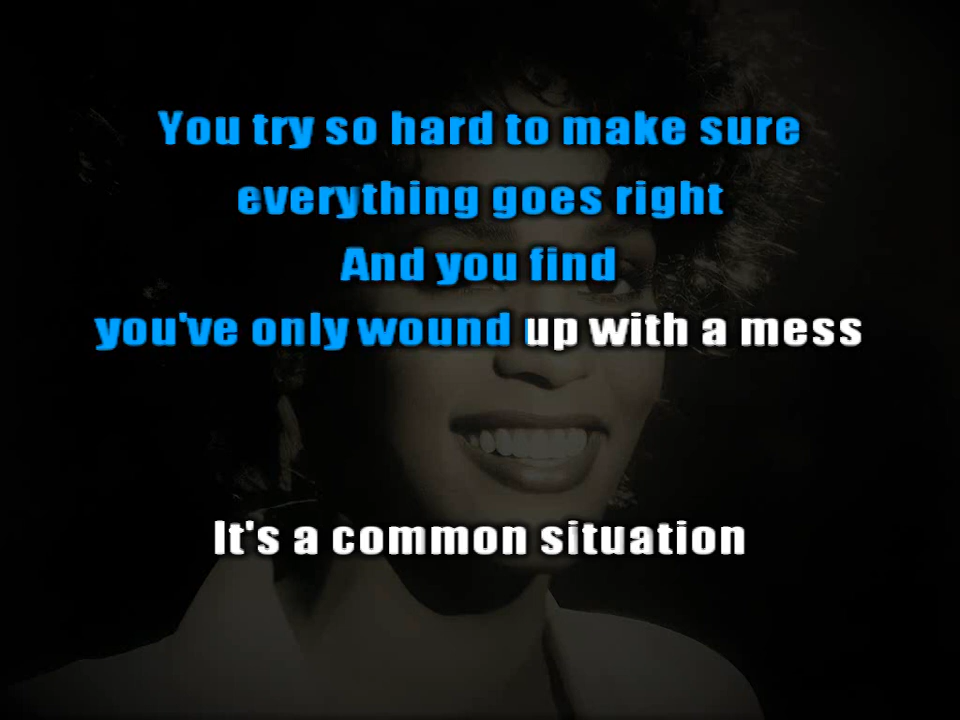 You try so hard to make sure
everything goes right
And you find
you've only wound up with a mess
It's a common situation